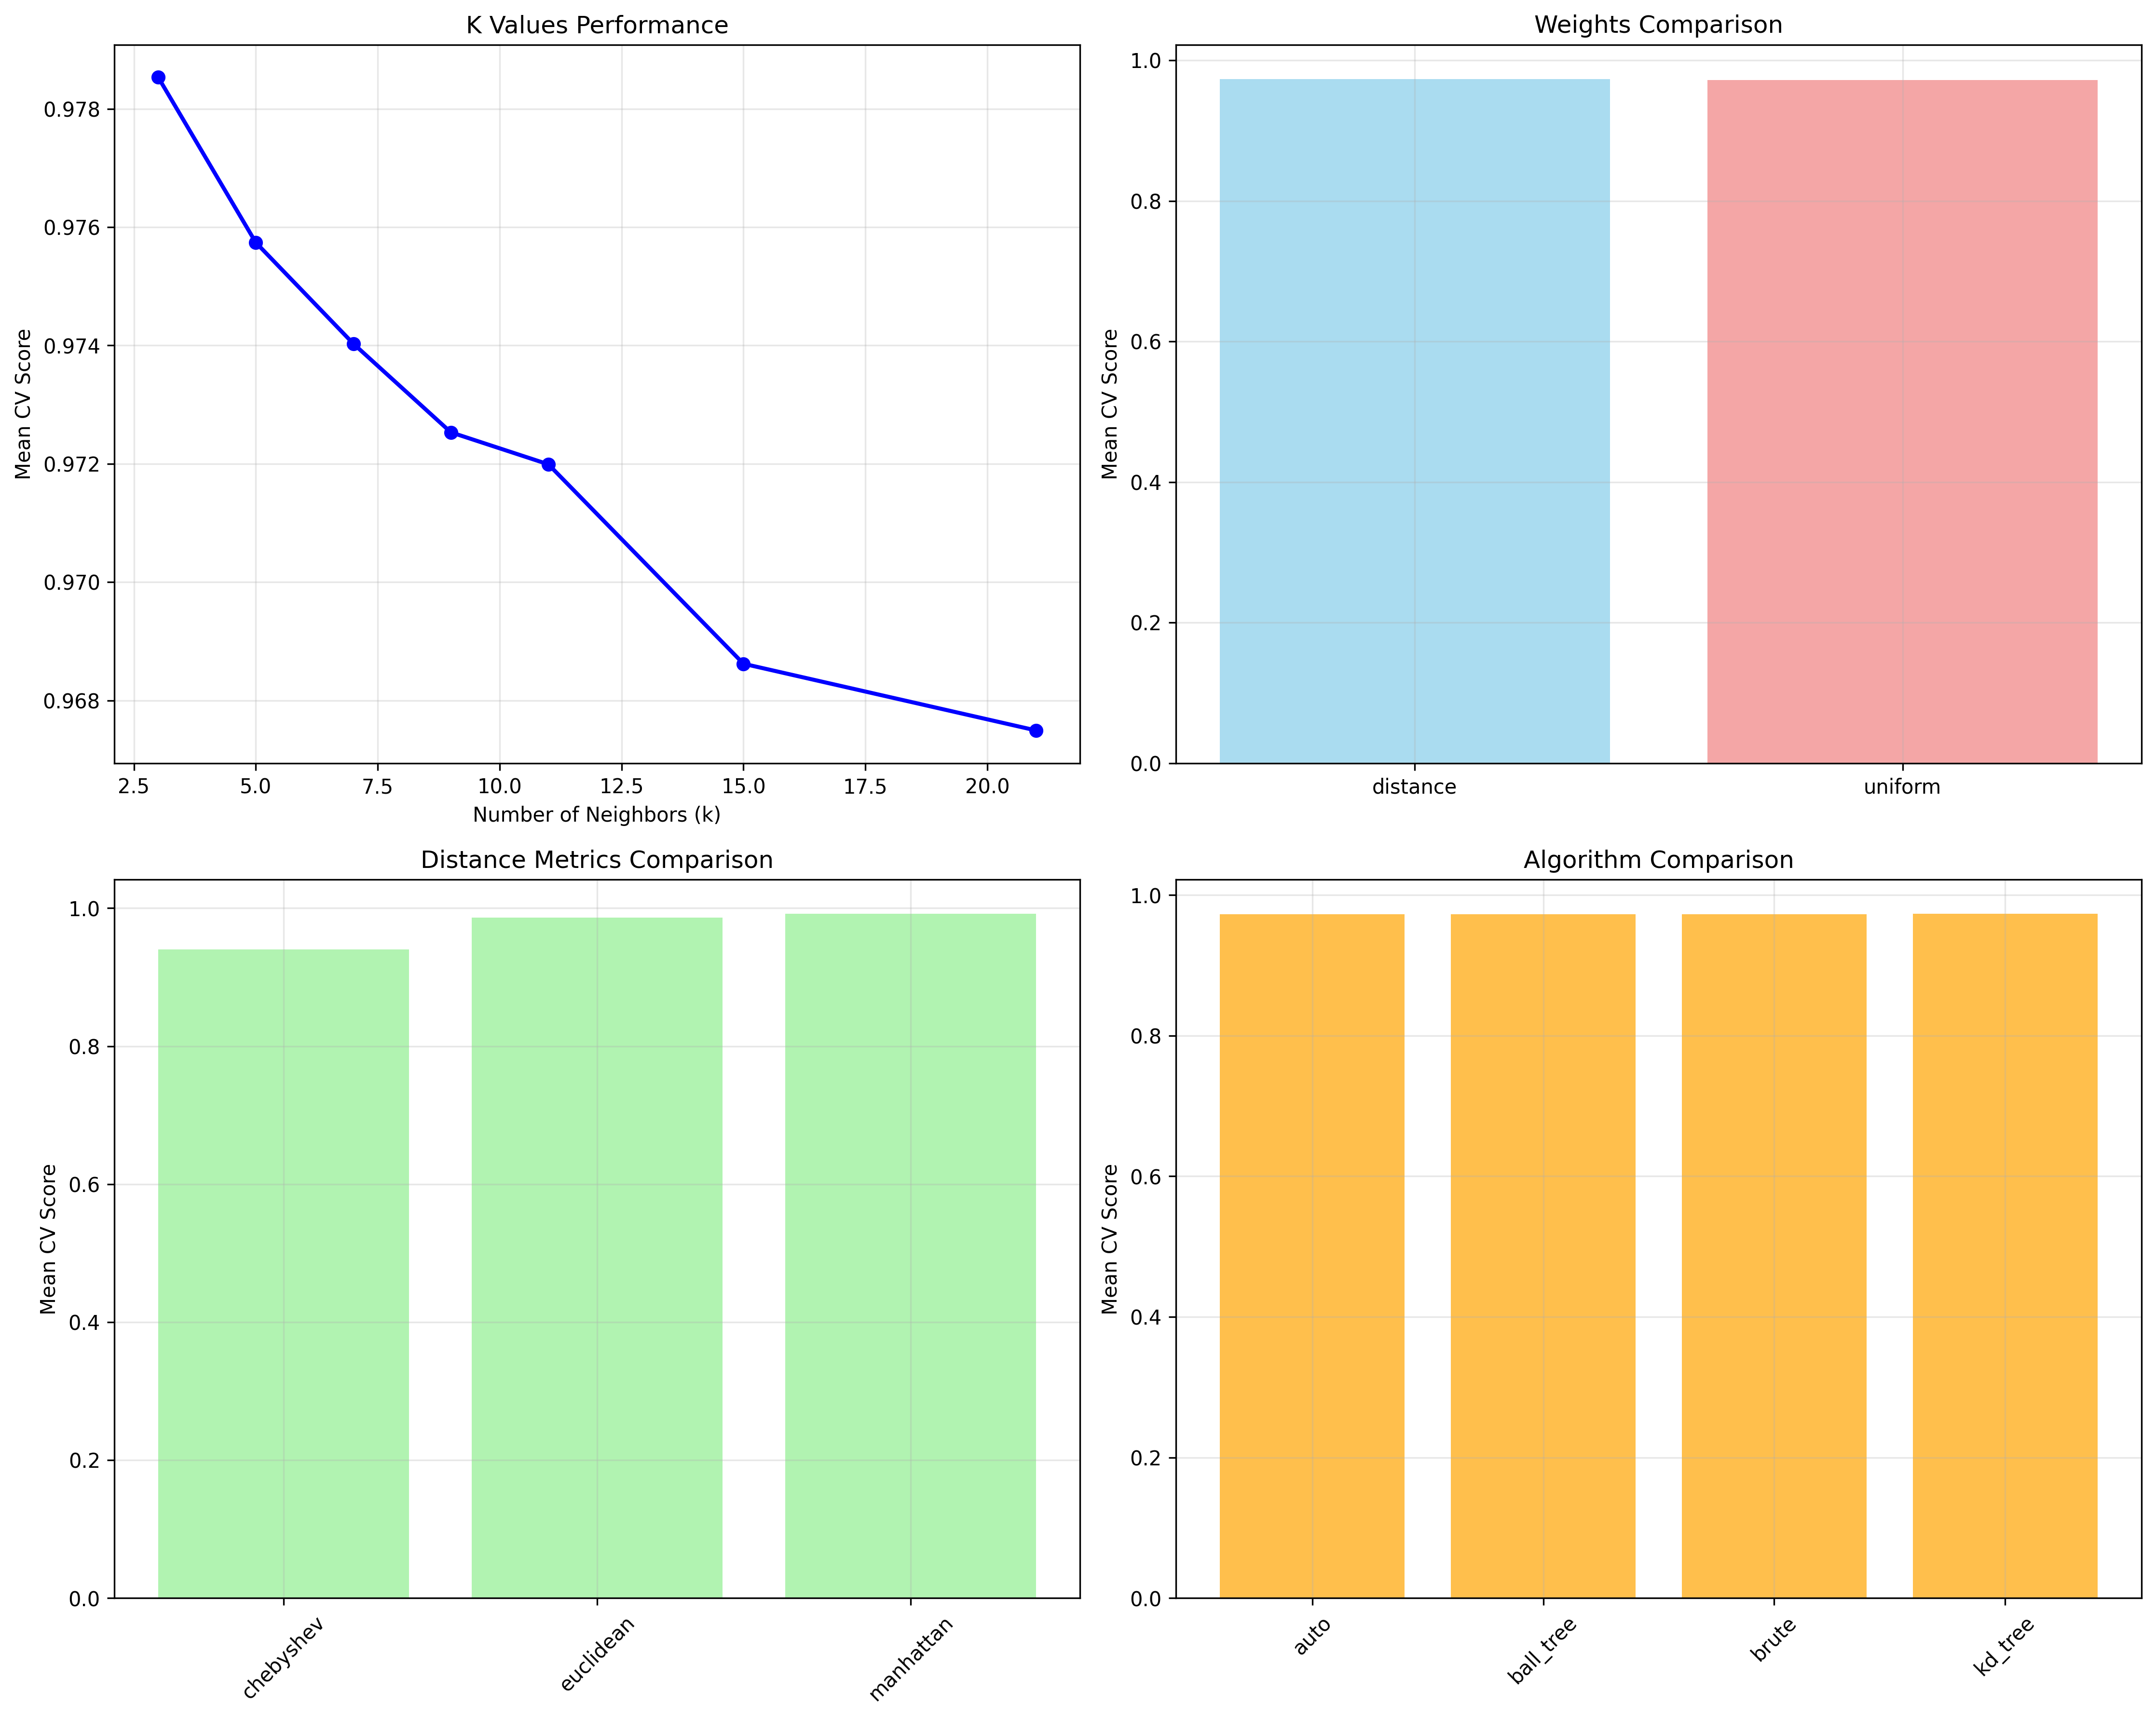 K Values Performance
Mean CV Score
0.978
0.976
0.974
0.972
0.970
0.968
2.5 5.0 7.5 10.0 12.5 15.0 17.5 20.0
Number of Neighbors (k)
Weights Comparison
Mean CV Score
1.0
0.8
0.6
0.4
0.2
0.0
distance uniform
Distance Metrics Comparison
Mean CV Score
1.0
0.8
0.6
0.4
0.2
0.0
chebyshev euclidean manhattan
Algorithm Comparison
Mean CV Score
1.0
0.8
0.6
0.4
0.2
0.0
auto ball_tree brute kd_tree